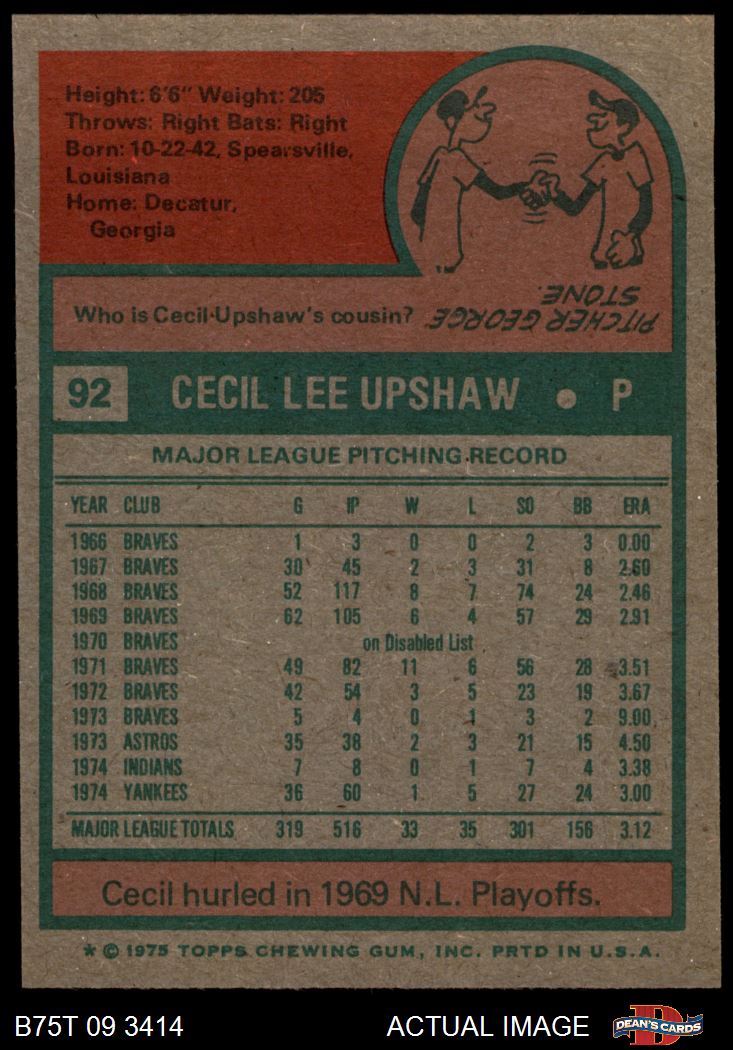 Height: 6'6" Weight: 205
Throws: Right Bats: Right
Born: 10-22-42, Spearsville,
Louisiana
Home: Decatur,
Georgia
Who is Cecil Upshaw's cousin?
PITCHER GEORGE
STONE.
92 CECIL LEE UPSHAW • P
MAJOR LEAGUE PITCHING RECORD
YEAR CLUB G IP W L SO BB ERA
1966 BRAVES 1 3 0 0 2 3 0.00
1967 BRAVES 30 45 2 3 31 8 2.60
1968 BRAVES 52 117 8 7 74 24 2.46
1969 BRAVES 62 105 6 4 57 29 2.91
1970 BRAVES on Disabled List
1971 BRAVES 49 82 11 6 56 28 3.51
1972 BRAVES 42 54 3 5 23 19 3.67
1973 BRAVES 5 4 0 1 3 2 9.00
1973 ASTROS 35 38 2 3 21 15 4.50
1974 INDIANS 7 8 0 1 7 4 3.38
1974 YANKEES 36 60 1 5 27 24 3.00
MAJOR LEAGUE TOTALS 319 516 33 35 301 156 3.12
Cecil hurled in 1969 N.L. Playoffs.
* © 1975 TOPPS CHEWING GUM, INC. PRTD IN U.S.A.
B75T 09 3414 ACTUAL IMAGE D DEAN'S CARDS